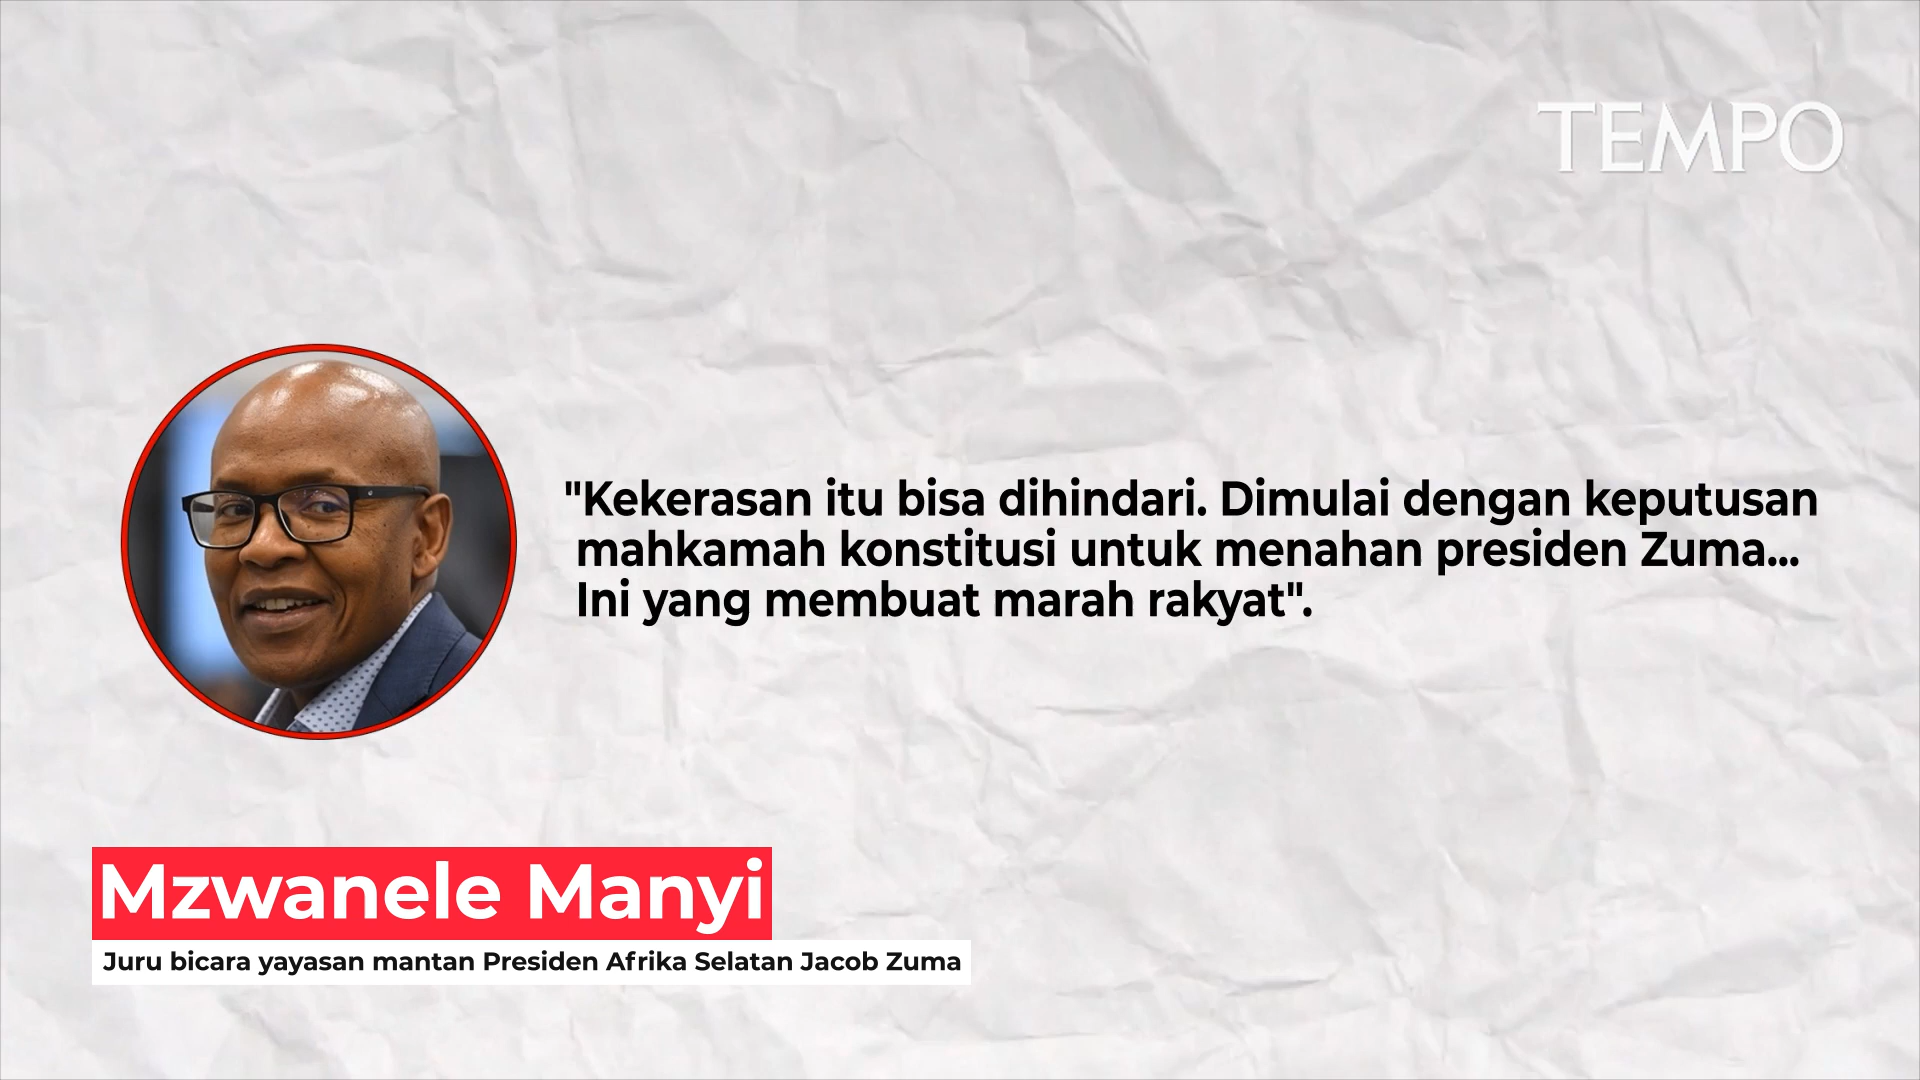 TEMPO
"Kekerasan itu bisa dihindari. Dimulai dengan keputusan
mahkamah konstitusi untuk menahan presiden Zuma...
Ini yang membuat marah rakyat".
Mzwanele Manyi
Juru bicara yayasan mantan Presiden Afrika Selatan Jacob Zuma